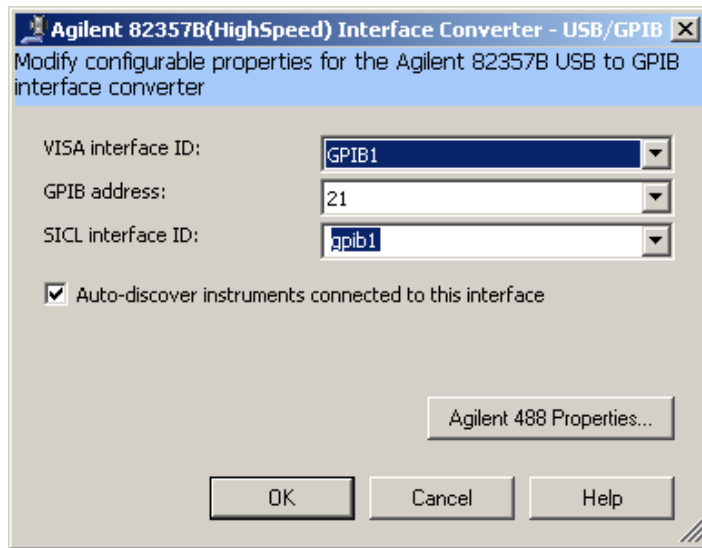 Agilent 82357B(HighSpeed) Interface Converter - USB/GPIB
Modify configurable properties for the Agilent 82357B USB to GPIB
interface converter
VISA interface ID:
GPIB1
GPIB address:
21
SICL interface ID:
gpib1
Auto-discover instruments connected to this interface
Agilent 488 Properties...
OK
Cancel
Help